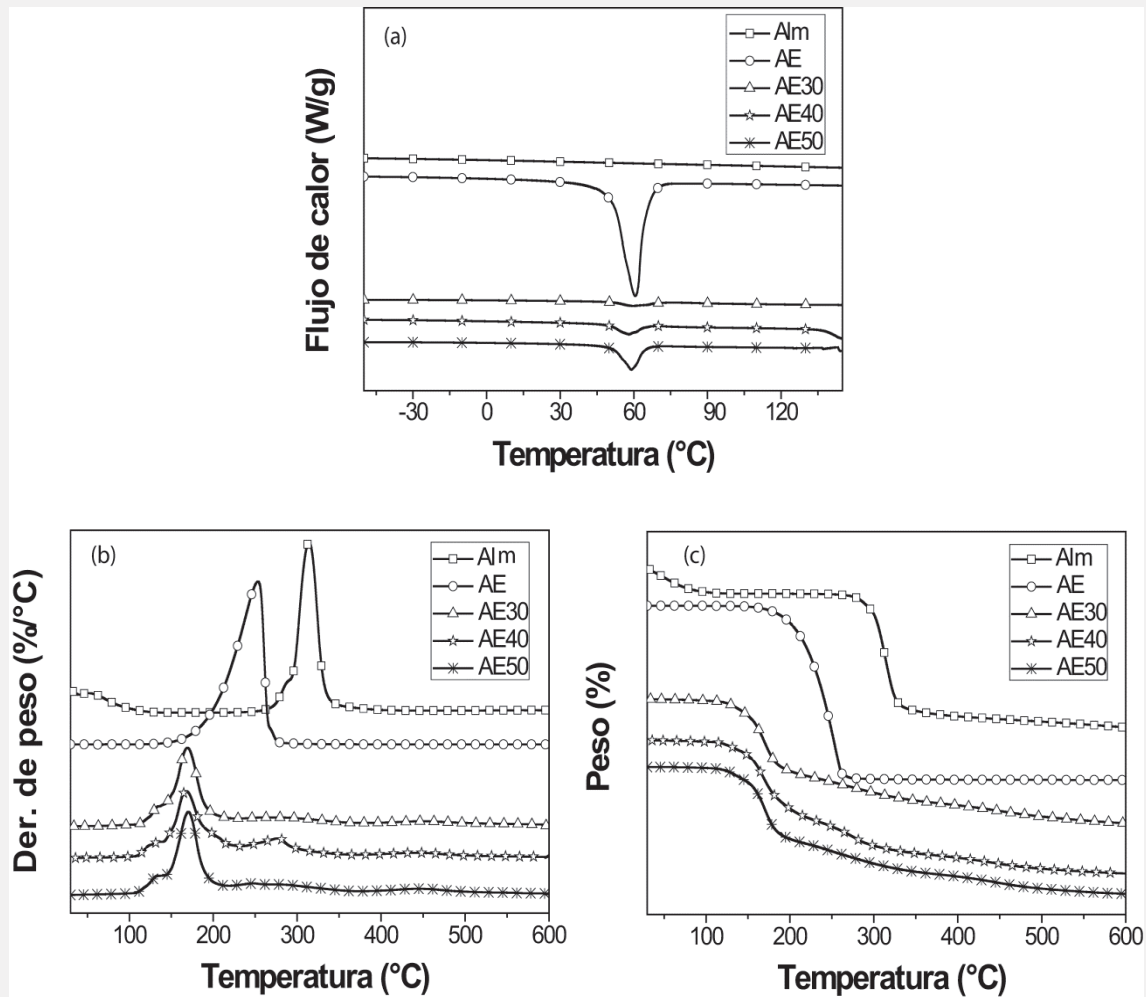 (a)
Alm
AE
AE30
AE40
AE50
Flujo de calor (W/g)
-30 0 30 60 90 120
Temperatura (°C)
(b)
Alm
AE
AE30
AE40
AE50
Der. de peso (%/°C)
100 200 300 400 500 600
Temperatura (°C)
(c)
Alm
AE
AE30
AE40
AE50
Peso (%)
100 200 300 400 500 600
Temperatura (°C)